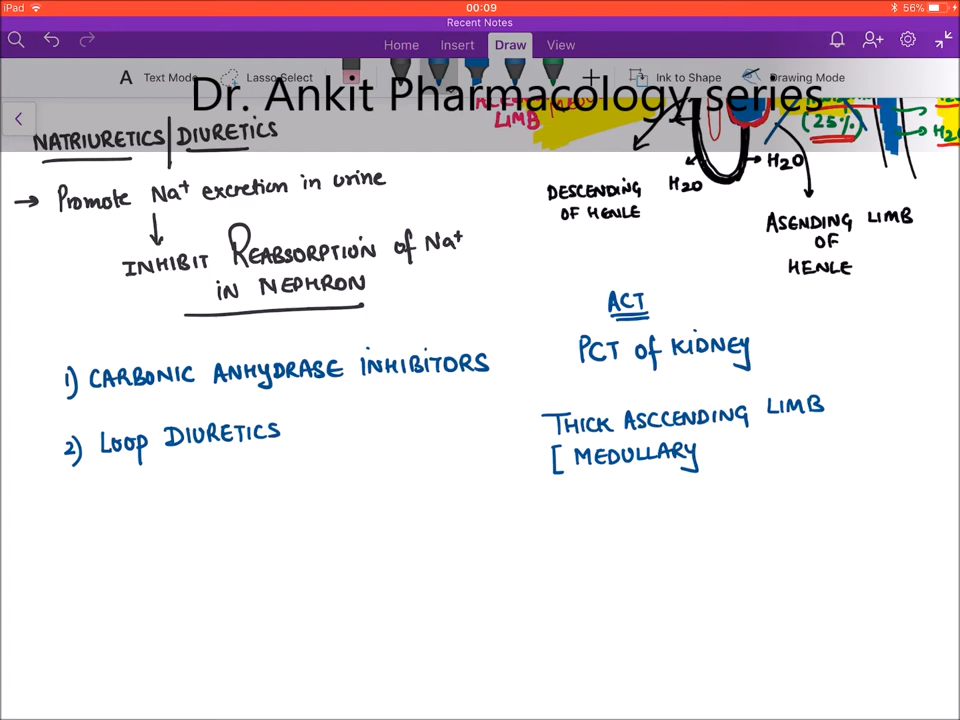 iPad 00:09 56%
Recent Notes
Home Insert Draw View
A Text Mode Lasso Select Ink to Shape Drawing Mode
Dr. Ankit Pharmacology series
LIMB
(25%)
NATRIURETICS | DIURETICS
H2O
H2O
→ Promote Na+ excretion in urine
DESCENDING
OF HENLE
H2O
ASENDING LIMB
OF
HENLE
INHIBIT REABSORPTION of Na+
in NEPHRON
ACT
1) CARBONIC ANHYDRASE INHIBITORS
PCT of KIDNEY
2) LOOP DIURETICS
THICK ASCCENDING LIMB
[ MEDULLARY